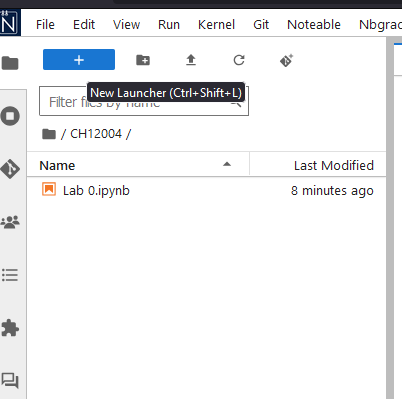 N
File Edit View Run Kernel Git Noteable Nbgrad
+
New Launcher (Ctrl+Shift+L)
Filter files by name
/ CH12004 /
Name Last Modified
Lab 0.ipynb 8 minutes ago